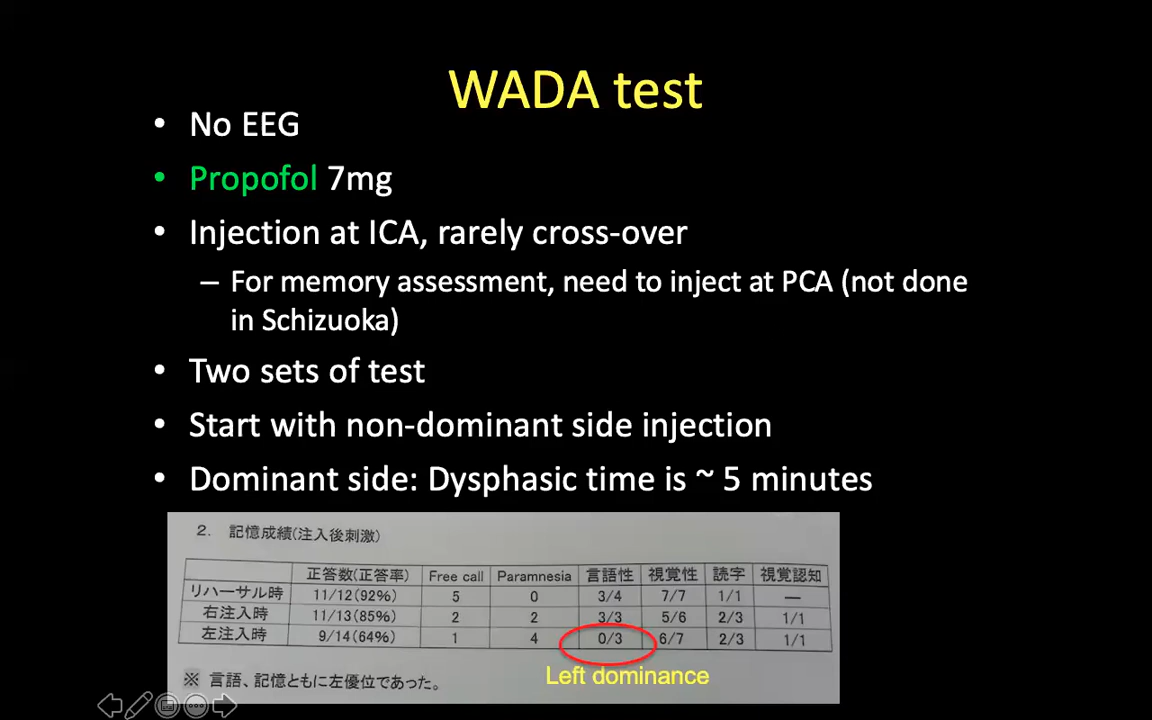 WADA test
• No EEG
• Propofol 7mg
• Injection at ICA, rarely cross-over
– For memory assessment, need to inject at PCA (not done
in Schizuoka)
• Two sets of test
• Start with non-dominant side injection
• Dominant side: Dysphasic time is ~ 5 minutes
2. 記憶成績(注入後刺激)
正答数(正答率) Free call Paramnesia 言語性 視覚性 読字 視覚認知
リハーサル時 11/12(92%) 5 0 3/4 7/7 1/1 —
右注入時 11/13(85%) 2 2 3/3 5/6 2/3 1/1
左注入時 9/14(64%) 1 4 0/3 6/7 2/3 1/1
Left dominance
※ 言語、記憶ともに左優位であった。